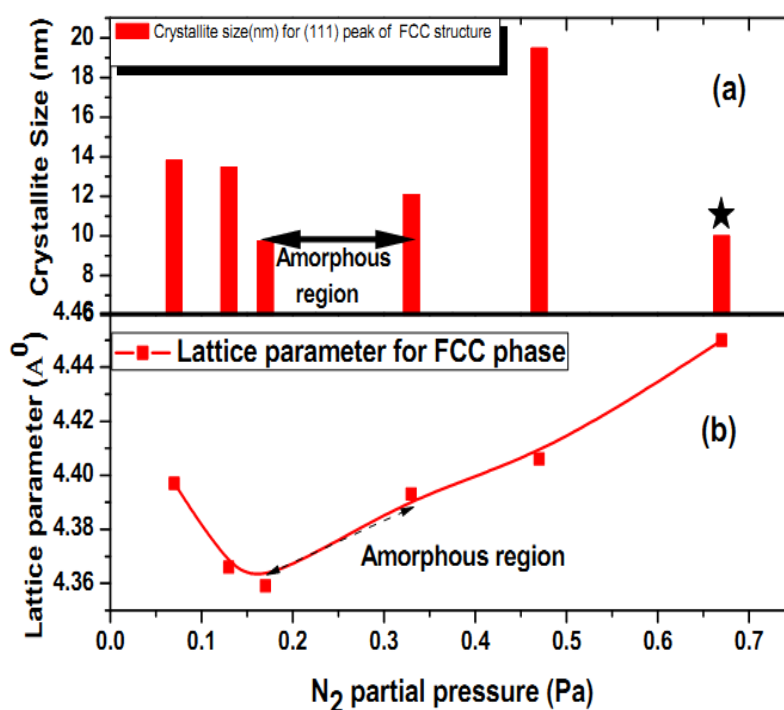 Crystallite size(nm) for (111) peak of FCC structure
(a)
Crystallite Size (nm)
20
18
16
14
12
10
8
Amorphous
region
4.46
4.44
4.42
4.40
4.38
4.36
Lattice parameter (A⁰)
Lattice parameter for FCC phase
(b)
Amorphous region
0.0 0.1 0.2 0.3 0.4 0.5 0.6 0.7
N₂ partial pressure (Pa)